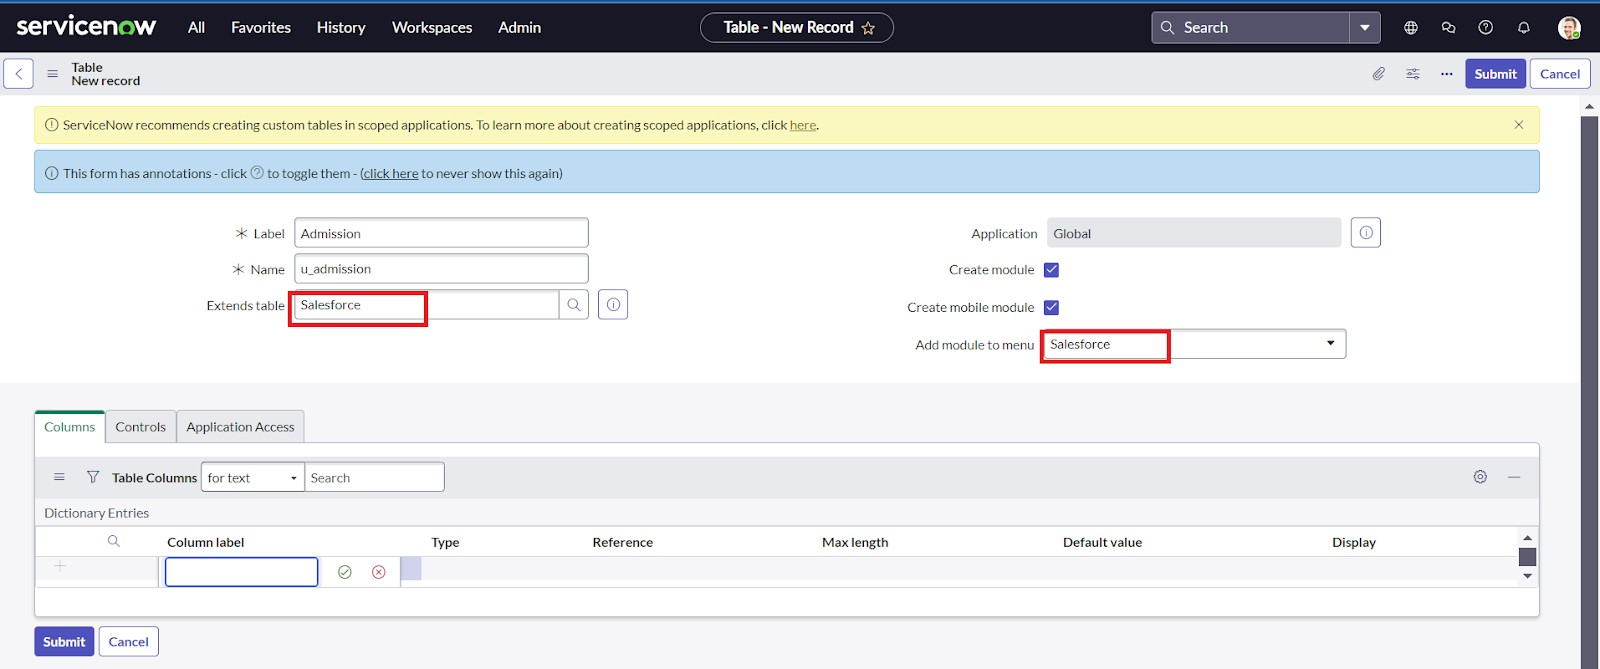 servicenow All Favorites History Workspaces Admin Table - New Record Search
Table
New record
Submit Cancel
ServiceNow recommends creating custom tables in scoped applications. To learn more about creating scoped applications, click here.
This form has annotations - click ? to toggle them - (click here to never show this again)
Label Admission Application Global
Name u_admission Create module
Extends table Salesforce Create mobile module
Add module to menu Salesforce
Columns Controls Application Access
Table Columns for text Search
Dictionary Entries
Column label Type Reference Max length Default value Display
Submit Cancel